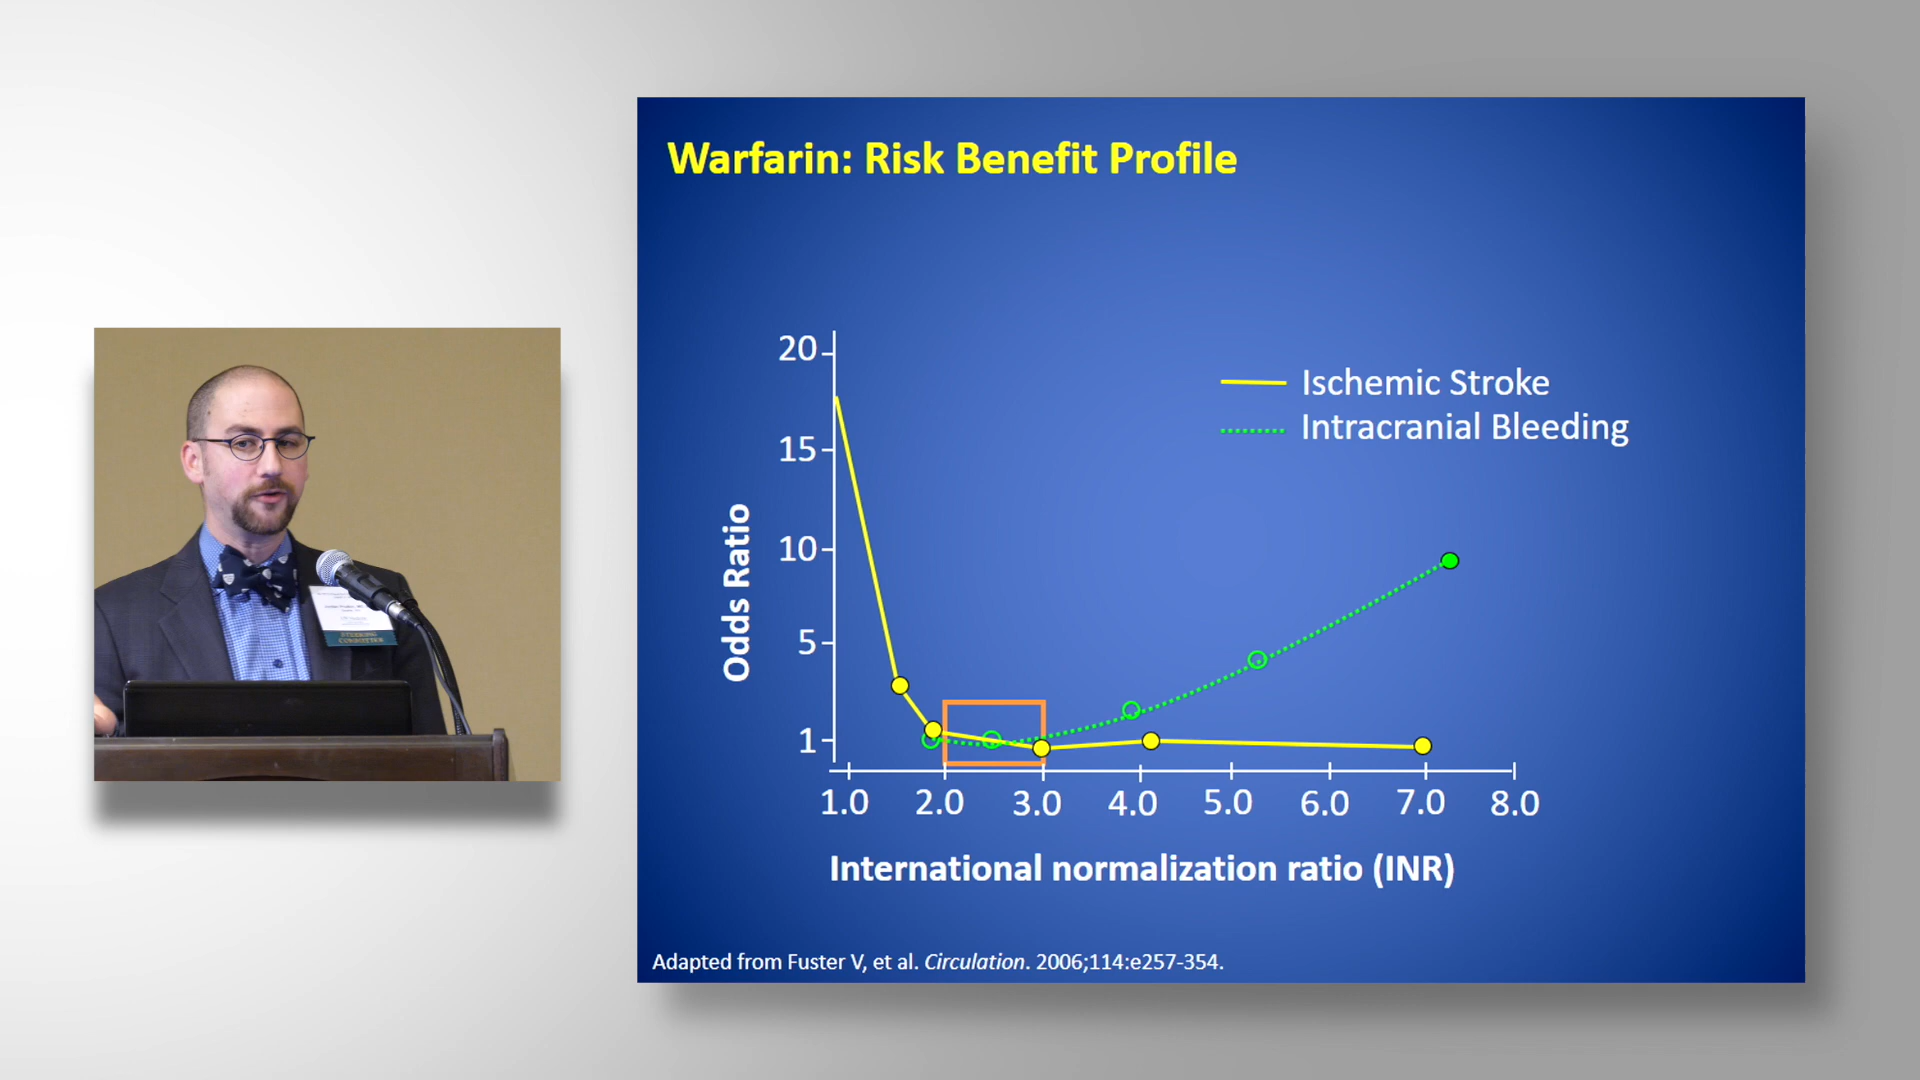 Warfarin: Risk Benefit Profile
20
15
10
5
1
Odds Ratio
Ischemic Stroke
Intracranial Bleeding
1.0 2.0 3.0 4.0 5.0 6.0 7.0 8.0
International normalization ratio (INR)
Adapted from Fuster V, et al. Circulation. 2006;114:e257-354.
STEERING
COMMITTEE